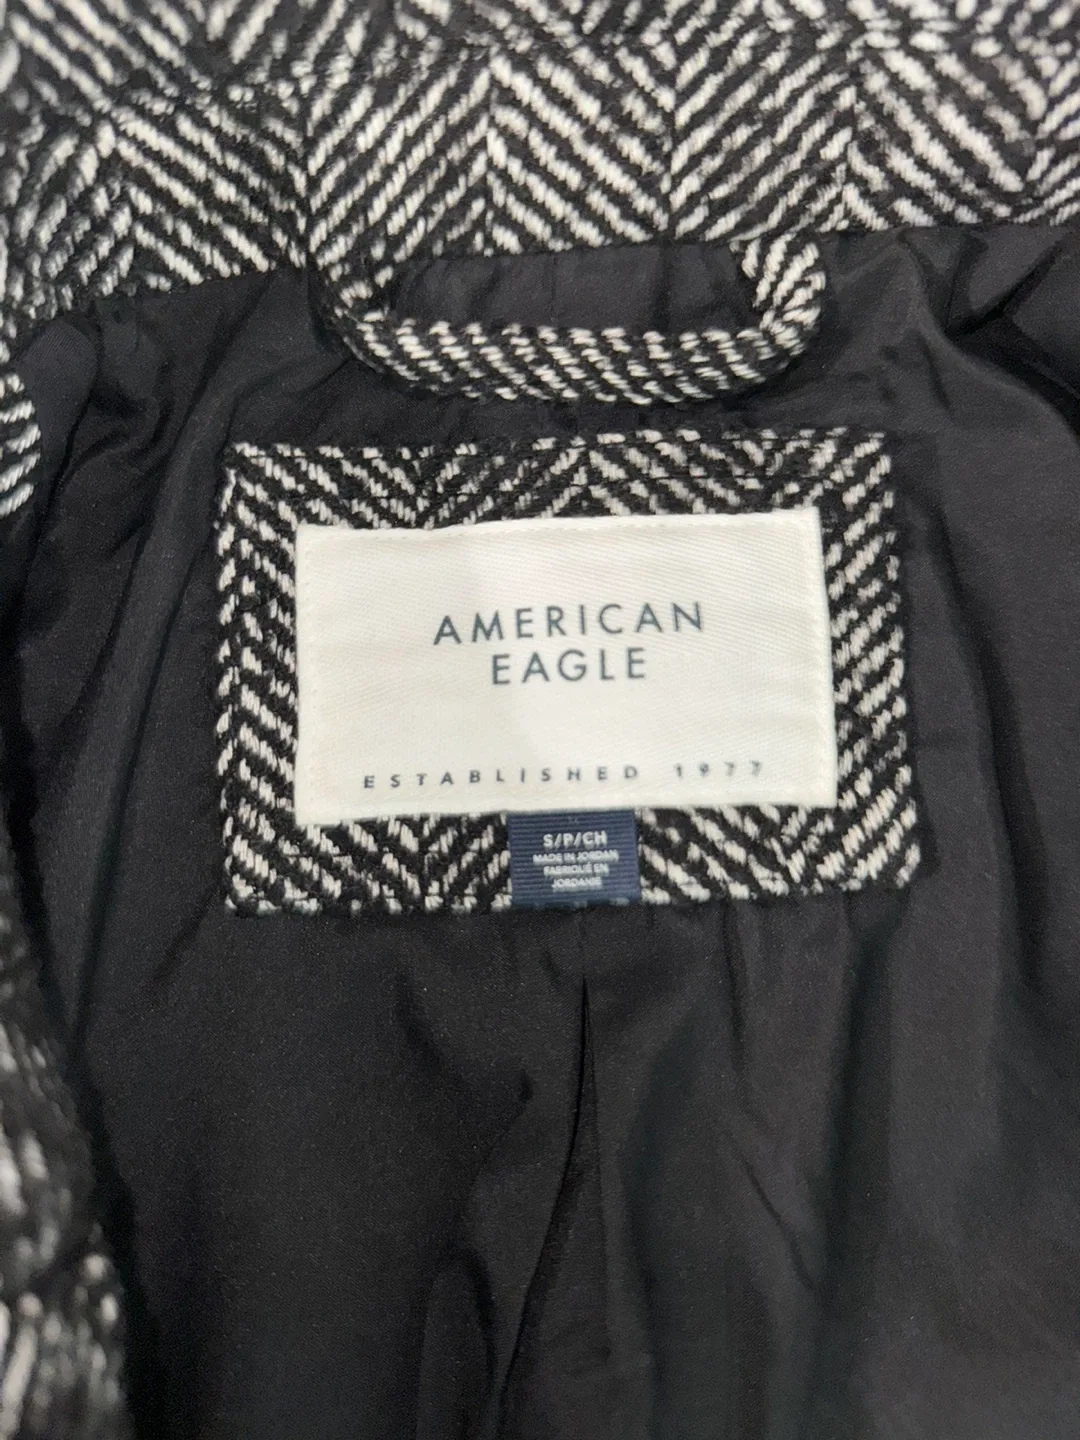 AMERICAN
EAGLE
ESTABLISHED 1977
S/P/CH
MADE IN JORDAN
FABRIQUÉ EN
JORDANIE